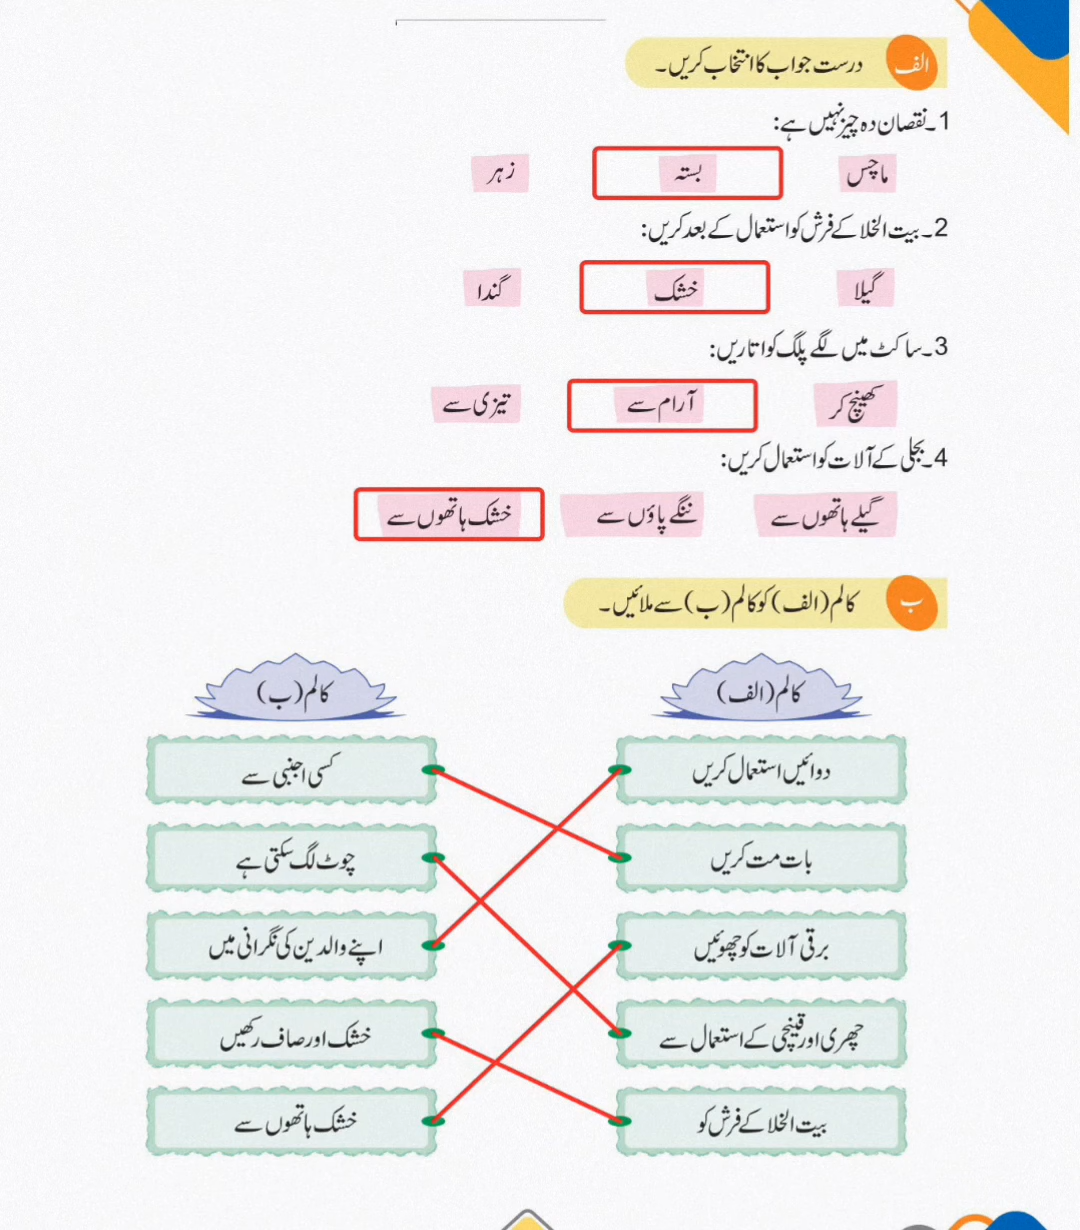 الف درست جواب کا انتخاب کریں۔
1۔ نقصان دہ چیز نہیں ہے:
ماچس بستہ زہر
2۔ بیت الخلا کے فرش کو استعمال کے بعد کریں:
گیلا خشک گندا
3۔ ساکٹ میں لگے پلگ کو اتاریں:
کھینچ کر آرام سے تیزی سے
4۔ بجلی کے آلات کو استعمال کریں:
گیلے ہاتھوں سے ننگے پاؤں سے خشک ہاتھوں سے
ب کالم (الف) کو کالم (ب) سے ملائیں۔
کالم (الف) کالم (ب)
دوائیں استعمال کریں کسی اجنبی سے
بات مت کریں چوٹ لگ سکتی ہے
برقی آلات کو چھوئیں اپنے والدین کی نگرانی میں
چھری اور قینچی کے استعمال سے خشک اور صاف رکھیں
بیت الخلا کے فرش کو خشک ہاتھوں سے